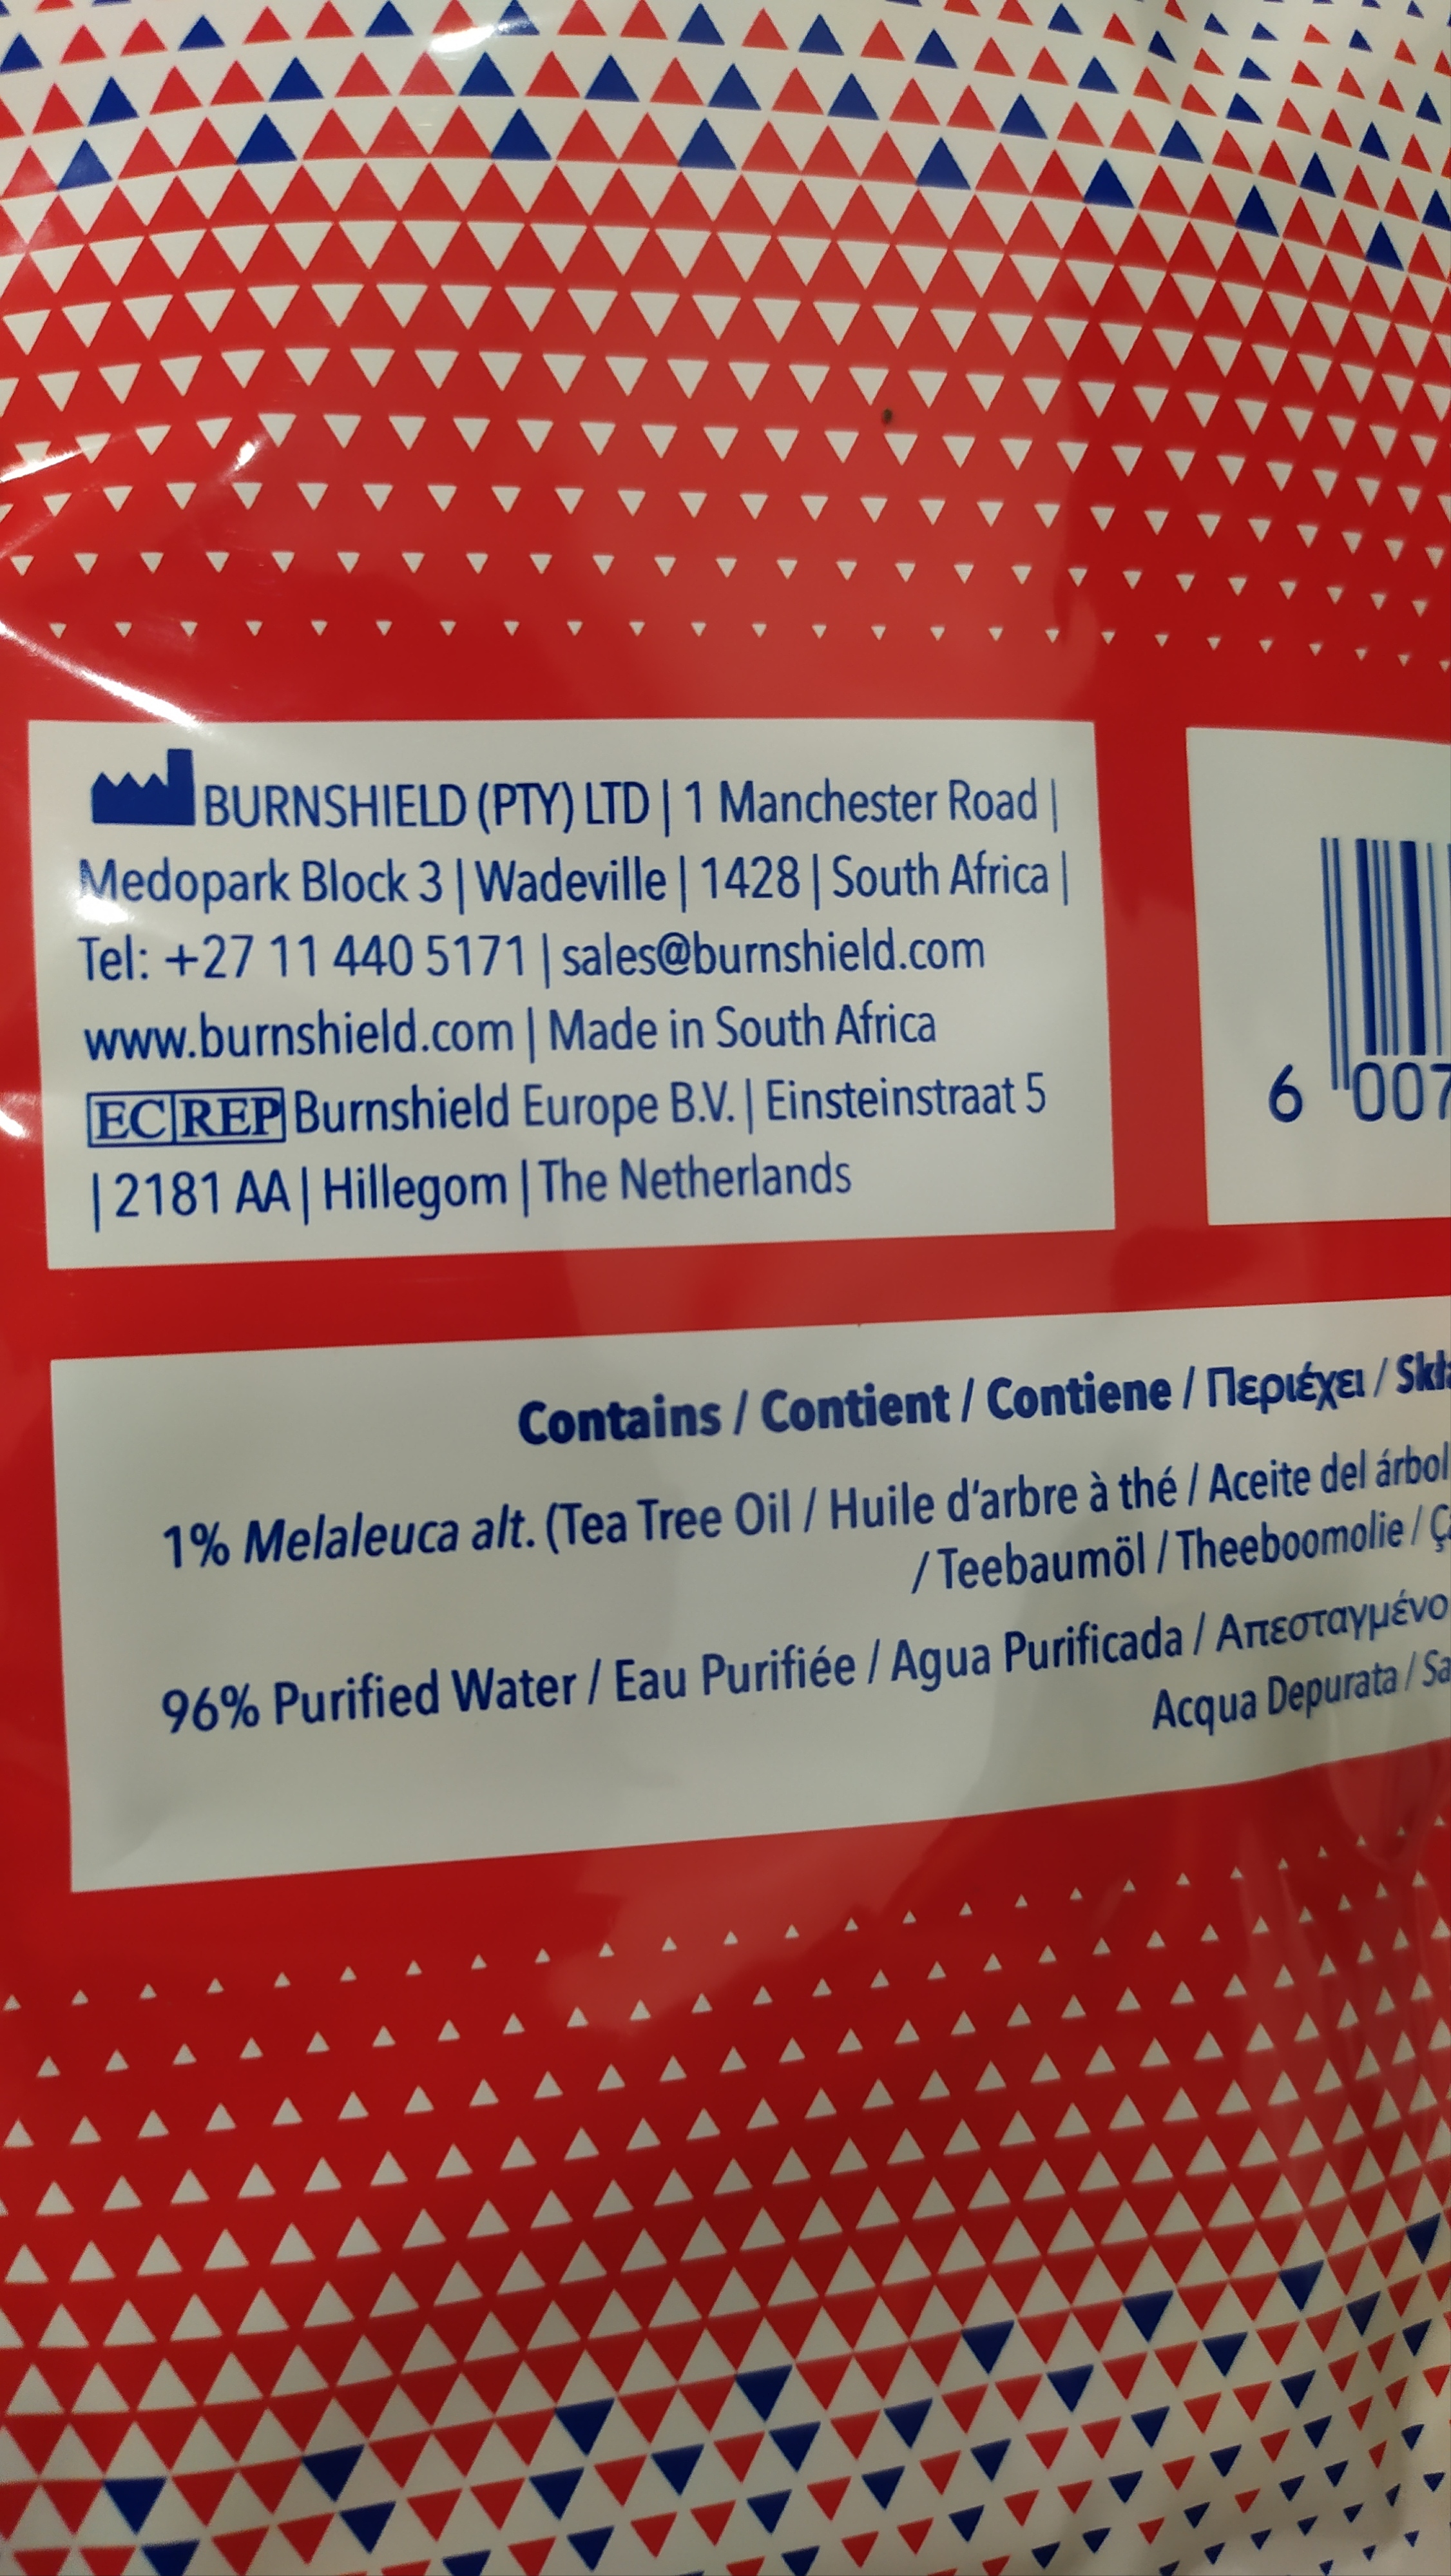 BURNSHIELD (PTY) LTD | 1 Manchester Road |
Medopark Block 3 | Wadeville | 1428 | South Africa |
Tel: +27 11 440 5171 | sales@burnshield.com
www.burnshield.com | Made in South Africa
EC REP Burnshield Europe B.V. | Einsteinstraat 5
| 2181 AA | Hillegom | The Netherlands
6 007
Contains / Contient / Contiene / Περιέχει /
1% Melaleuca alt. (Tea Tree Oil / Huile d'arbre à thé / Aceite del árbol
/ Teebaumöl / Theeboomolie /
96% Purified Water / Eau Purifiée / Agua Purificada / Απεσταγμένο
Acqua Depurata /